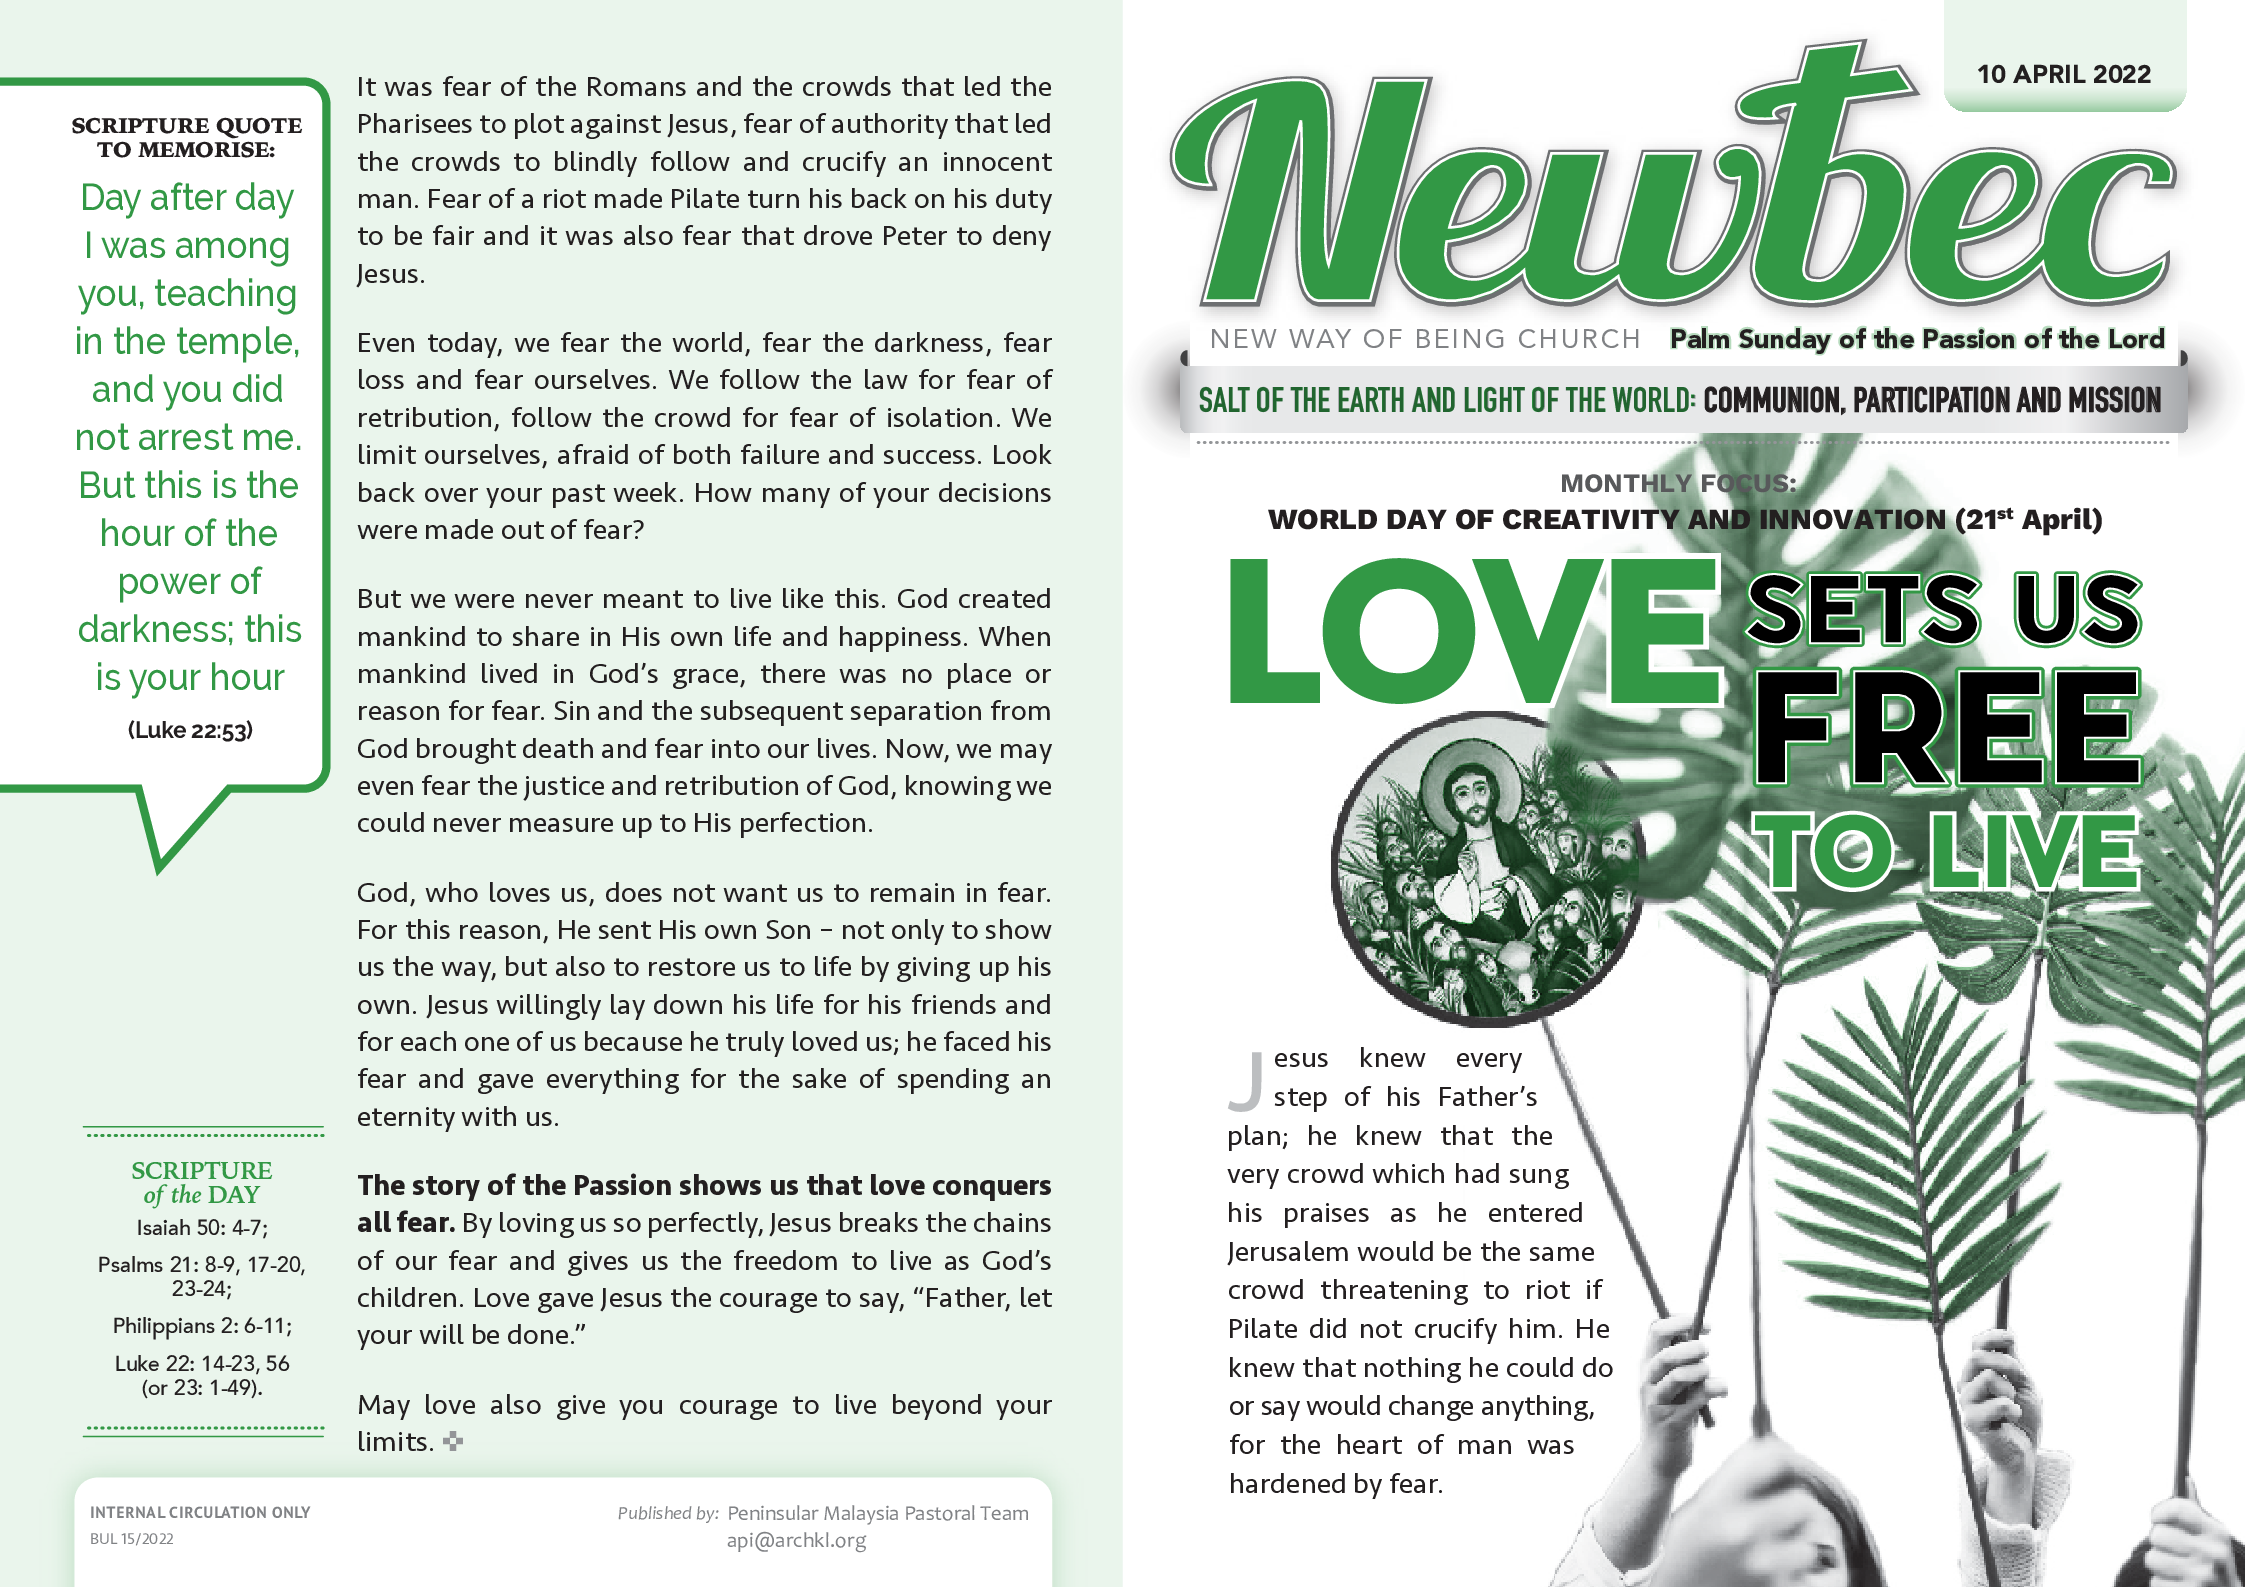 SCRIPTURE QUOTE
TO MEMORISE:
Day after day
I was among
you, teaching
in the temple,
and you did
not arrest me.
But this is the
hour of the
power of
darkness; this
is your hour
(Luke 22:53)
SCRIPTURE
of the DAY
Isaiah 50: 4-7;
Psalms 21: 8-9, 17-20,
23-24;
Philippians 2: 6-11;
Luke 22: 14-23, 56
(or 23: 1-49).
It was fear of the Romans and the crowds that led the
Pharisees to plot against Jesus, fear of authority that led
the crowds to blindly follow and crucify an innocent
man. Fear of a riot made Pilate turn his back on his duty
to be fair and it was also fear that drove Peter to deny
Jesus.
Even today, we fear the world, fear the darkness, fear
loss and fear ourselves. We follow the law for fear of
retribution, follow the crowd for fear of isolation. We
limit ourselves, afraid of both failure and success. Look
back over your past week. How many of your decisions
were made out of fear?
But we were never meant to live like this. God created
mankind to share in His own life and happiness. When
mankind lived in God’s grace, there was no place or
reason for fear. Sin and the subsequent separation from
God brought death and fear into our lives. Now, we may
even fear the justice and retribution of God, knowing we
could never measure up to His perfection.
God, who loves us, does not want us to remain in fear.
For this reason, He sent His own Son – not only to show
us the way, but also to restore us to life by giving up his
own. Jesus willingly lay down his life for his friends and
for each one of us because he truly loved us; he faced his
fear and gave everything for the sake of spending an
eternity with us.
The story of the Passion shows us that love conquers
all fear. By loving us so perfectly, Jesus breaks the chains
of our fear and gives us the freedom to live as God’s
children. Love gave Jesus the courage to say, “Father, let
your will be done.”
May love also give you courage to live beyond your
limits.
INTERNAL CIRCULATION ONLY
BUL 15/2022
Published by: Peninsular Malaysia Pastoral Team
api@archkl.org
10 APRIL 2022
Newbec
NEW WAY OF BEING CHURCH Palm Sunday of the Passion of the Lord
SALT OF THE EARTH AND LIGHT OF THE WORLD: COMMUNION, PARTICIPATION AND MISSION
MONTHLY FOCUS:
WORLD DAY OF CREATIVITY AND INNOVATION (21st April)
LOVE SETS US
FREE
TO LIVE
Jesus knew every
step of his Father’s
plan; he knew that the
very crowd which had sung
his praises as he entered
Jerusalem would be the same
crowd threatening to riot if
Pilate did not crucify him. He
knew that nothing he could do
or say would change anything,
for the heart of man was
hardened by fear.